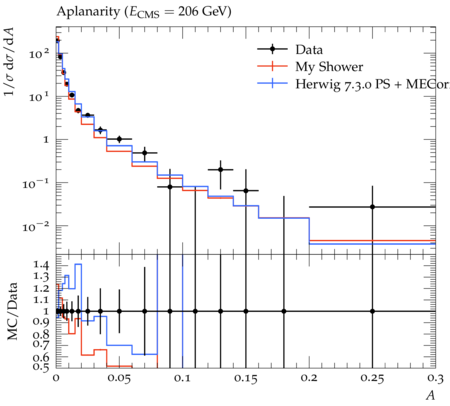 Aplanarity (E_CMS = 206 GeV)
1/σ dσ/dA
10²
10¹
1
10⁻¹
10⁻²
Data
My Shower
Herwig 7.3.0 PS + MECor
MC/Data
1.4
1.3
1.2
1.1
1
0.9
0.8
0.7
0.6
0.5
0 0.05 0.1 0.15 0.2 0.25 0.3
A